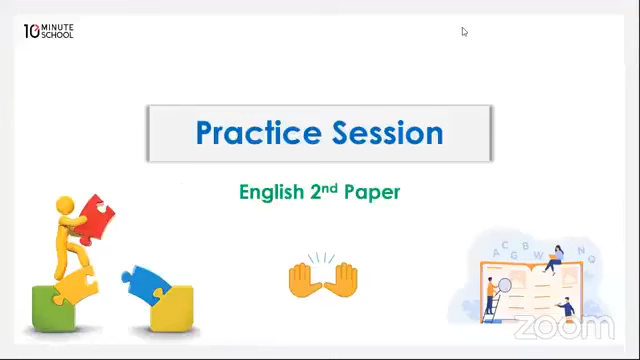 10 MINUTE
SCHOOL
Practice Session
English 2nd Paper
A C B N
G W Q
zoom